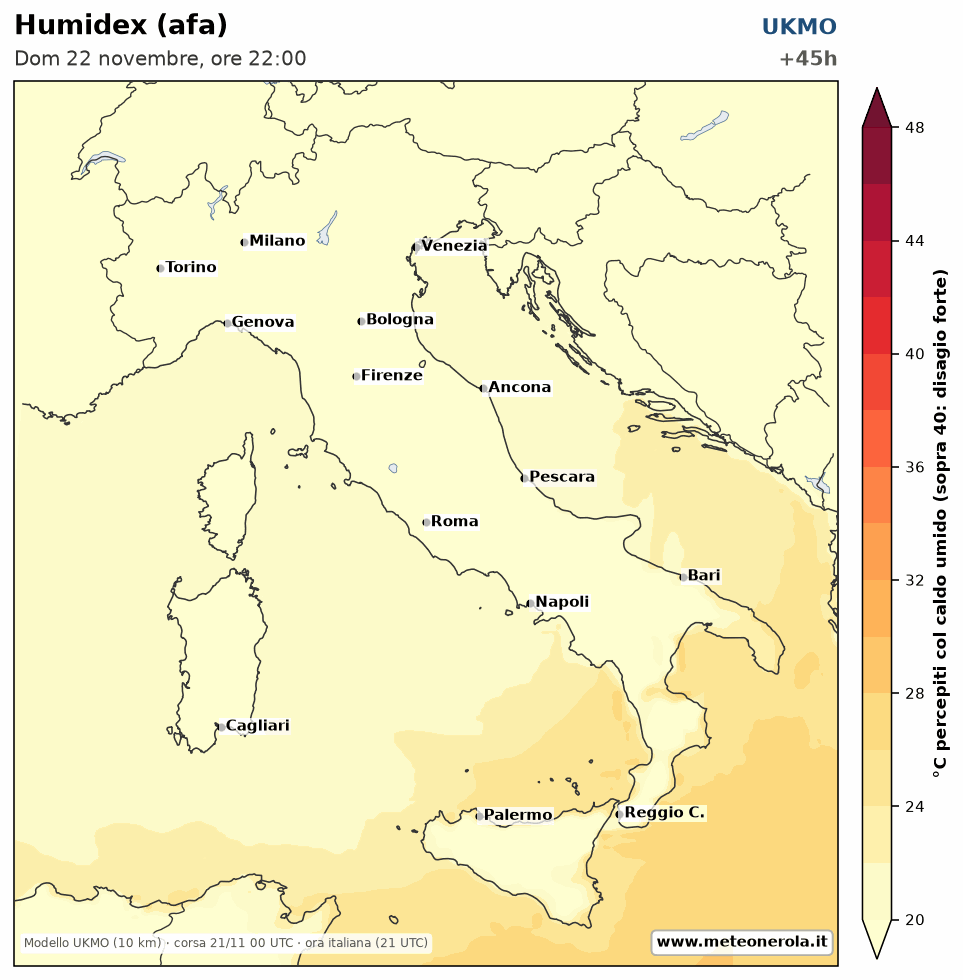 Humidex (afa)
UKMO
Dom 22 novembre, ore 22:00
+45h
48
44
40
36
32
28
24
20
°C percepiti col caldo umido (sopra 40: disagio forte)
Milano
Venezia
Torino
Genova
Bologna
Firenze
Ancona
Pescara
Roma
Bari
Napoli
Cagliari
Palermo
Reggio C.
Modello UKMO (10 km) · corsa 21/11 00 UTC · ora italiana (21 UTC)
www.meteonerola.it